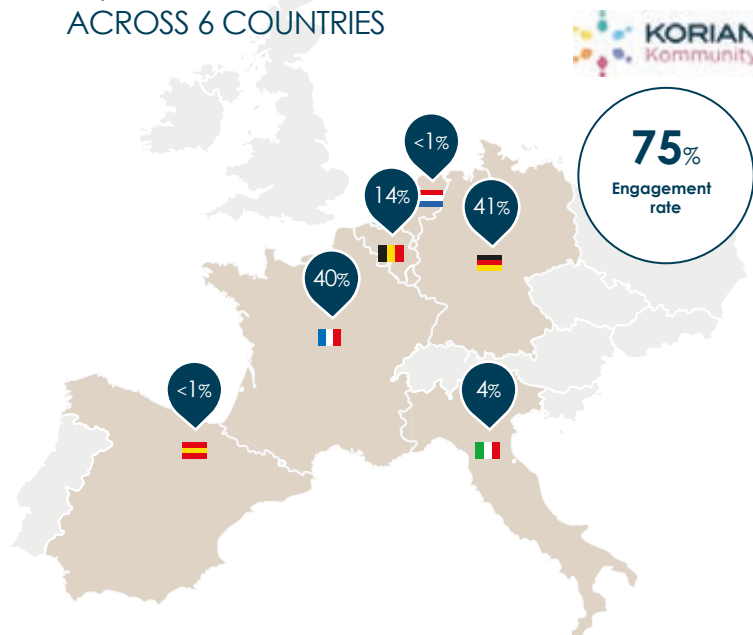 ACROSS 6 COUNTRIES
KORIAN
Kommunity
75%
Engagement
rate
<1%
14%
41%
40%
<1%
4%